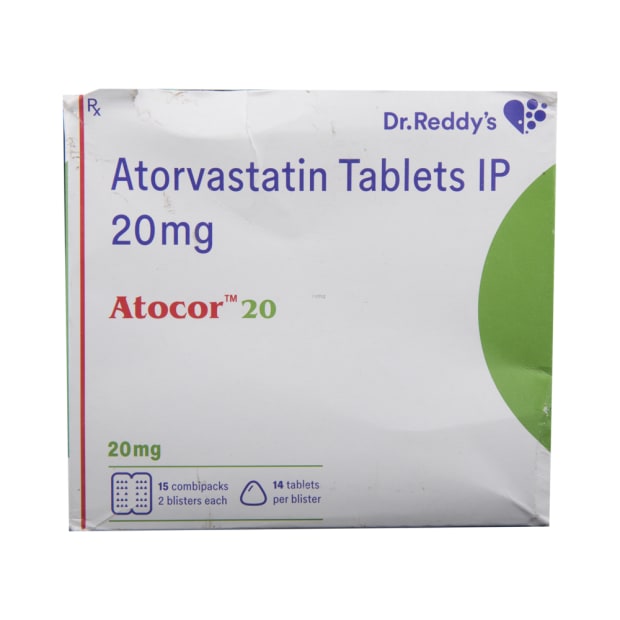 Rx
Dr.Reddy's
Atorvastatin Tablets IP
20mg
Atocor™ 20
20mg
15 combipacks
2 blisters each
14 tablets
per blister